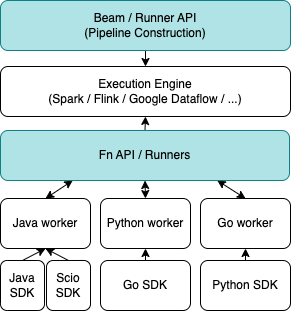 Beam / Runner API
(Pipeline Construction)
Execution Engine
(Spark / Flink / Google Dataflow / ...)
Fn API / Runners
Java worker
Python worker
Go worker
Java
SDK
Scio
SDK
Go SDK
Python SDK